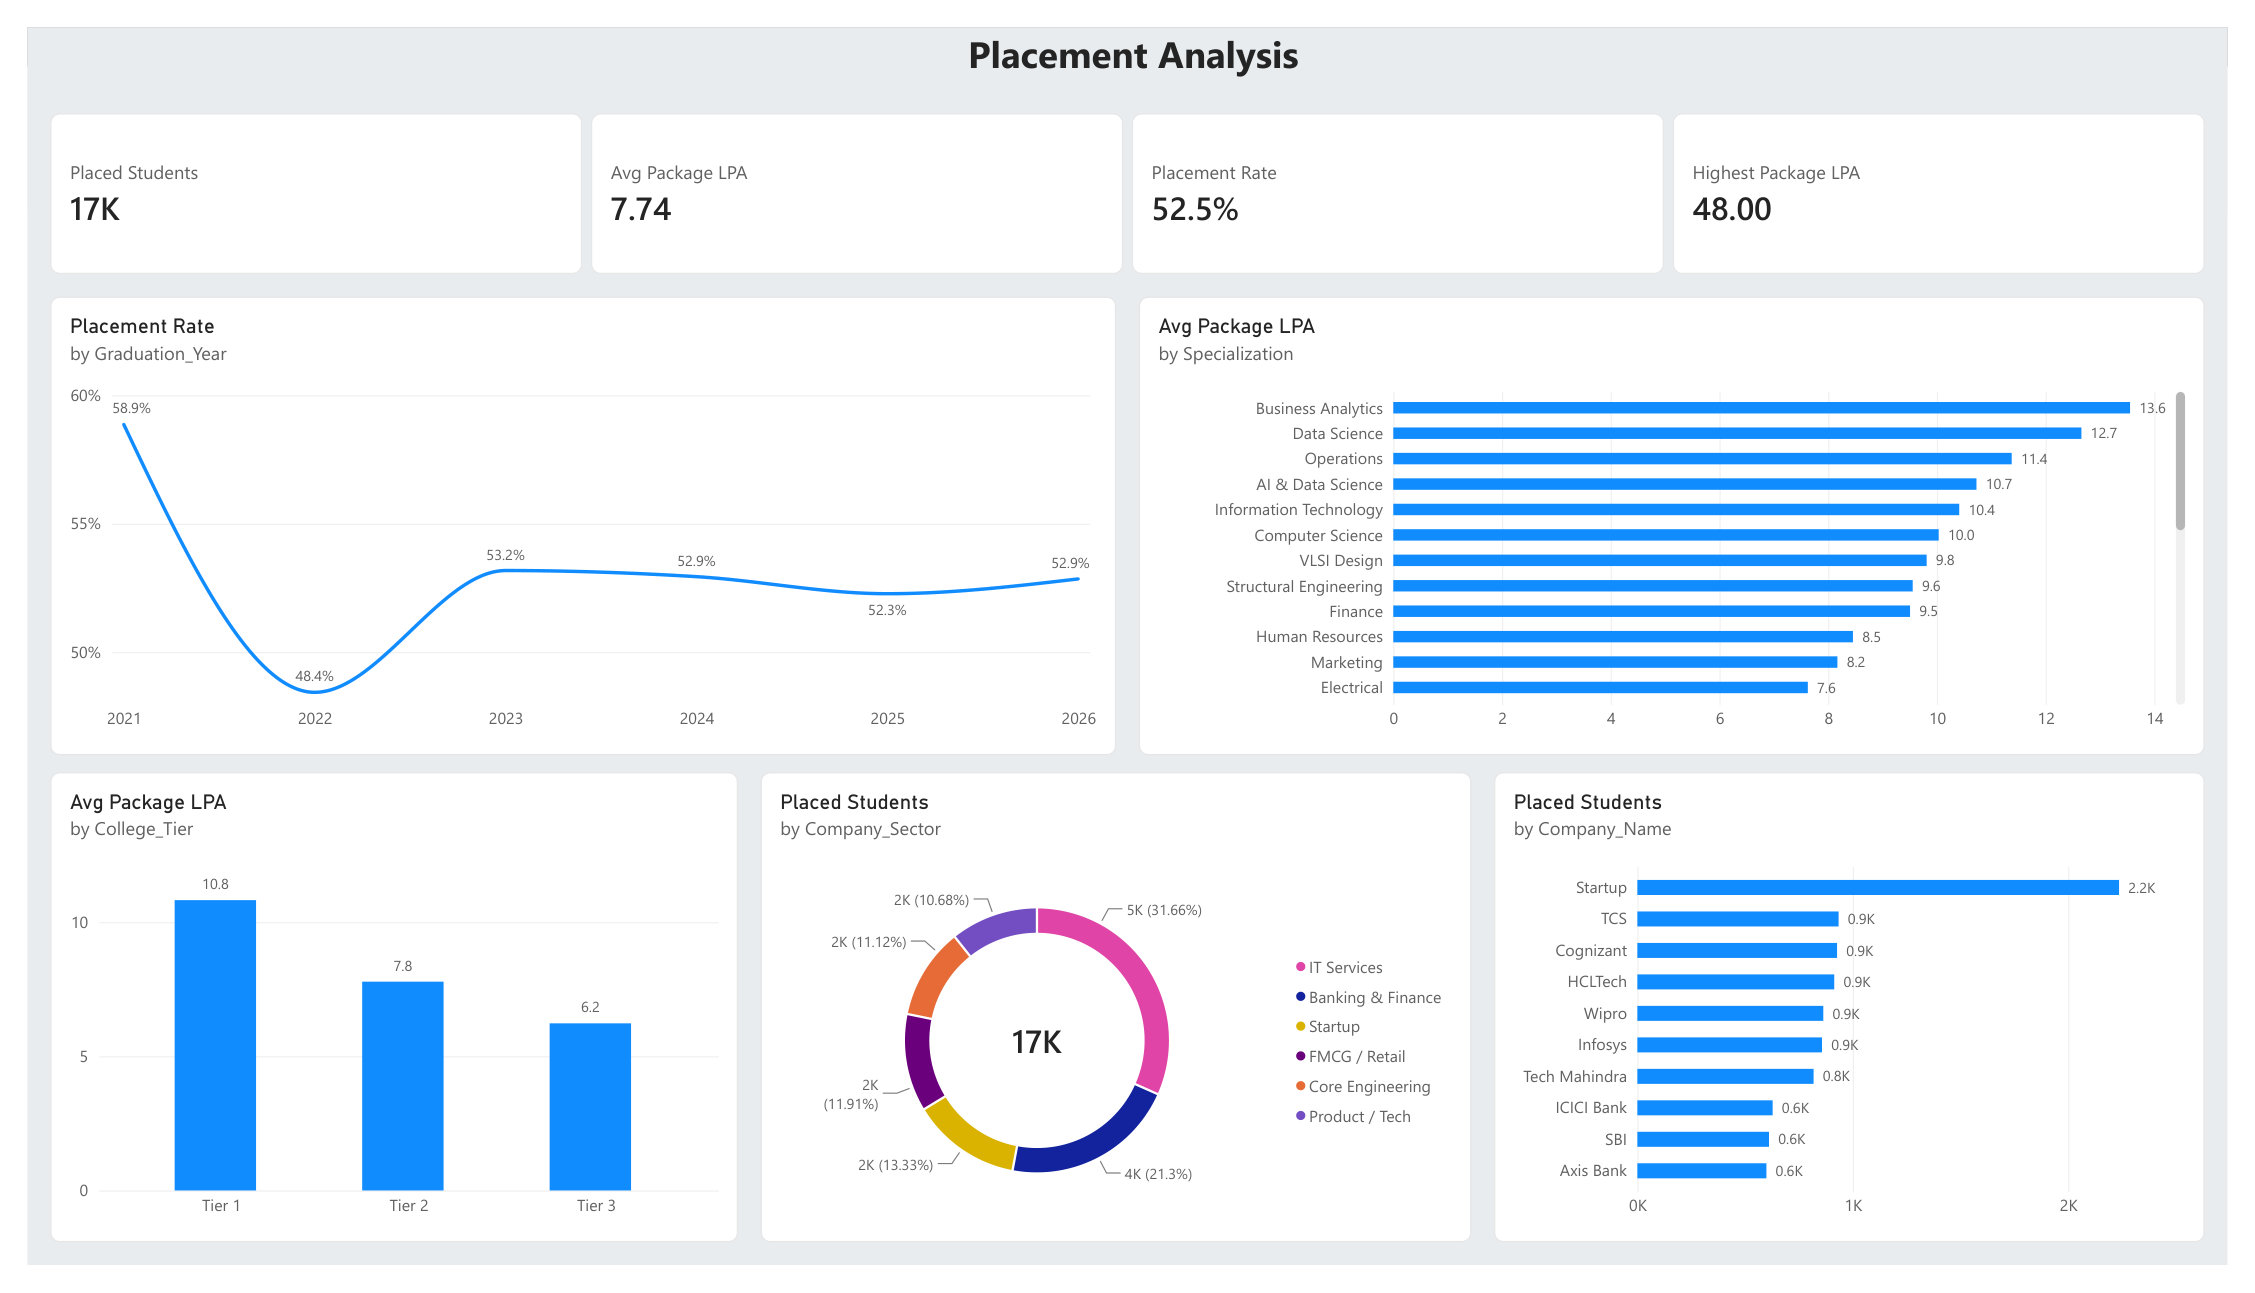 Placement Analysis
Placed Students
17K
Avg Package LPA
7.74
Placement Rate
52.5%
Highest Package LPA
48.00
Placement Rate
by Graduation_Year
60%
55%
50%
58.9%
48.4%
53.2%
52.9%
52.3%
52.9%
2021 2022 2023 2024 2025 2026
Avg Package LPA
by Specialization
Business Analytics 13.6
Data Science 12.7
Operations 11.4
AI & Data Science 10.7
Information Technology 10.4
Computer Science 10.0
VLSI Design 9.8
Structural Engineering 9.6
Finance 9.5
Human Resources 8.5
Marketing 8.2
Electrical 7.6
0 2 4 6 8 10 12 14
Avg Package LPA
by College_Tier
10
5
0
10.8
7.8
6.2
Tier 1 Tier 2 Tier 3
Placed Students
by Company_Sector
2K (10.68%)
5K (31.66%)
2K (11.12%)
2K
(11.91%)
2K (13.33%)
4K (21.3%)
17K
IT Services
Banking & Finance
Startup
FMCG / Retail
Core Engineering
Product / Tech
Placed Students
by Company_Name
Startup 2.2K
TCS 0.9K
Cognizant 0.9K
HCLTech 0.9K
Wipro 0.9K
Infosys 0.9K
Tech Mahindra 0.8K
ICICI Bank 0.6K
SBI 0.6K
Axis Bank 0.6K
0K 1K 2K